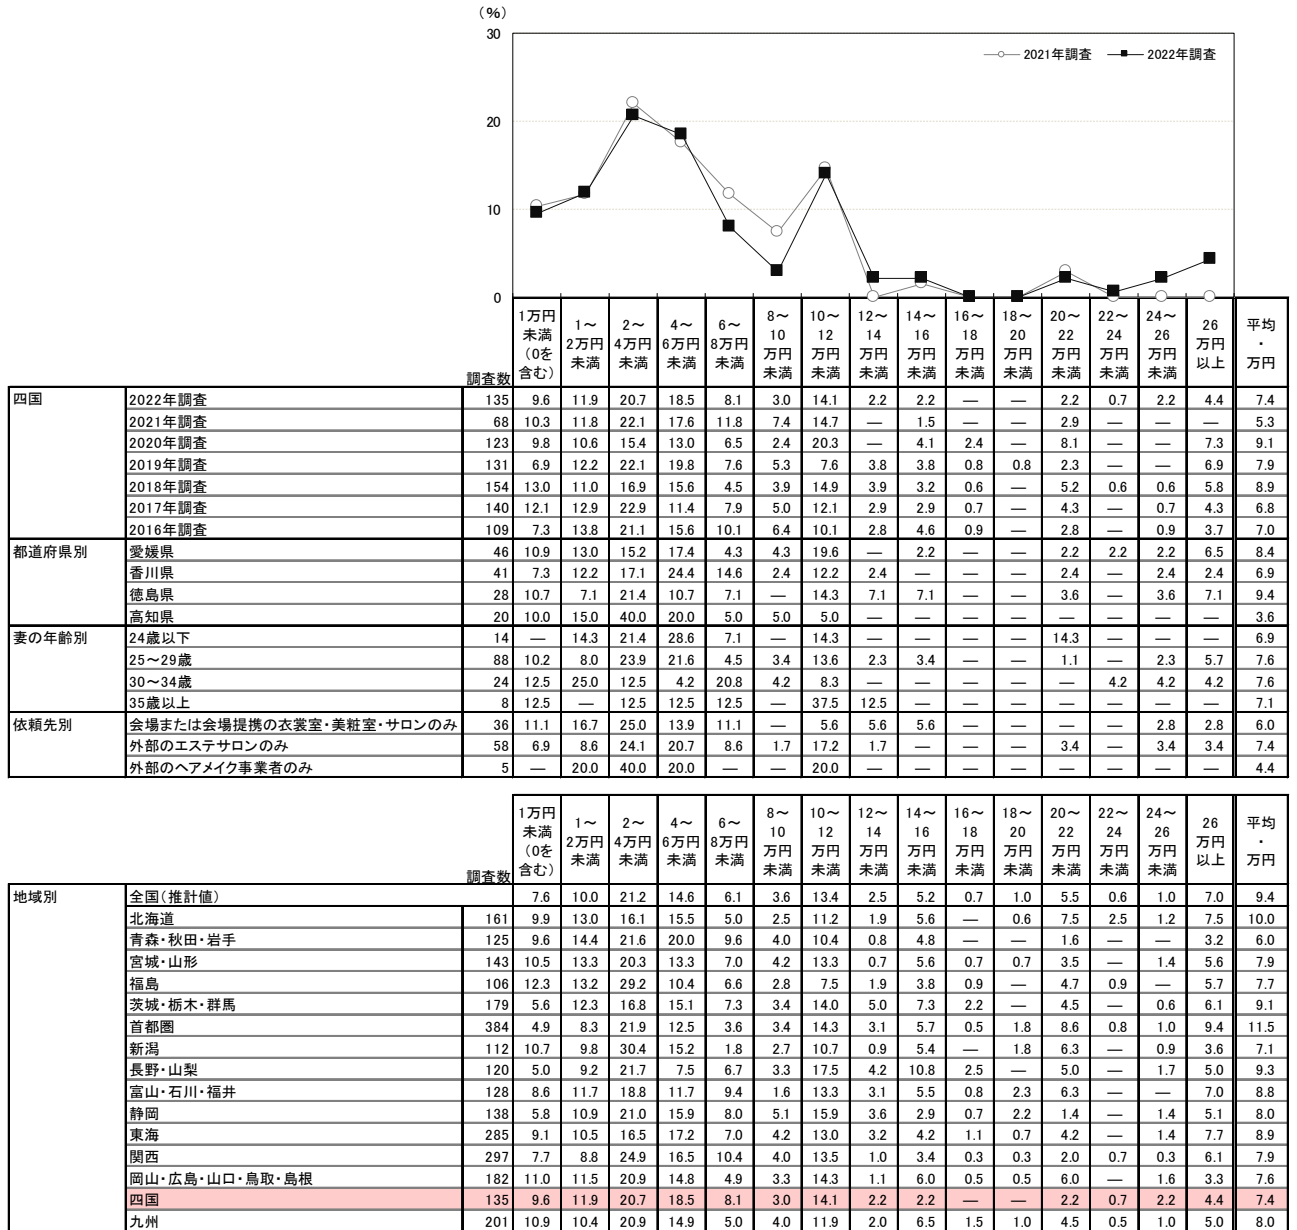 (%)
30
2021年調査 2022年調査
20
10
0
調査数 1万円未満(0を含む) 1～2万円未満 2～4万円未満 4～6万円未満 6～8万円未満 8～10万円未満 10～12万円未満 12～14万円未満 14～16万円未満 16～18万円未満 18～20万円未満 20～22万円未満 22～24万円未満 24～26万円未満 26万円以上 平均・万円
四国 2022年調査 135 9.6 11.9 20.7 18.5 8.1 3.0 14.1 2.2 2.2 — — 2.2 0.7 2.2 4.4 7.4
2021年調査 68 10.3 11.8 22.1 17.6 11.8 7.4 14.7 — 1.5 — — 2.9 — — — 5.3
2020年調査 123 9.8 10.6 15.4 13.0 6.5 2.4 20.3 — 4.1 2.4 — 8.1 — — 7.3 9.1
2019年調査 131 6.9 12.2 22.1 19.8 7.6 5.3 7.6 3.8 3.8 0.8 0.8 2.3 — — 6.9 7.9
2018年調査 154 13.0 11.0 16.9 15.6 4.5 3.9 14.9 3.9 3.2 0.6 — 5.2 0.6 0.6 5.8 8.9
2017年調査 140 12.1 12.9 22.9 11.4 7.9 5.0 12.1 2.9 2.9 0.7 — 4.3 — 0.7 4.3 6.8
2016年調査 109 7.3 13.8 21.1 15.6 10.1 6.4 10.1 2.8 4.6 0.9 — 2.8 — 0.9 3.7 7.0
都道府県別 愛媛県 46 10.9 13.0 15.2 17.4 4.3 4.3 19.6 — 2.2 — — 2.2 2.2 2.2 6.5 8.4
香川県 41 7.3 12.2 17.1 24.4 14.6 2.4 12.2 2.4 — — — 2.4 — 2.4 2.4 6.9
徳島県 28 10.7 7.1 21.4 10.7 7.1 — 14.3 7.1 7.1 — — 3.6 — 3.6 7.1 9.4
高知県 20 10.0 15.0 40.0 20.0 5.0 5.0 5.0 — — — — — — — — 3.6
妻の年齢別 24歳以下 14 — 14.3 21.4 28.6 7.1 — 14.3 — — — — 14.3 — — — 6.9
25～29歳 88 10.2 8.0 23.9 21.6 4.5 3.4 13.6 2.3 3.4 — — 1.1 — 2.3 5.7 7.6
30～34歳 24 12.5 25.0 12.5 4.2 20.8 4.2 8.3 — — — — — 4.2 4.2 4.2 7.6
35歳以上 8 12.5 — 12.5 12.5 12.5 — 37.5 12.5 — — — — — — — 7.1
依頼先別 会場または会場提携の衣裳室・美粧室・サロンのみ 36 11.1 16.7 25.0 13.9 11.1 — 5.6 5.6 5.6 — — — — 2.8 2.8 6.0
外部のエステサロンのみ 58 6.9 8.6 24.1 20.7 8.6 1.7 17.2 1.7 — — — 3.4 — 3.4 3.4 7.4
外部のヘアメイク事業者のみ 5 — 20.0 40.0 20.0 — — 20.0 — — — — — — — — 4.4
調査数 1万円未満(0を含む) 1～2万円未満 2～4万円未満 4～6万円未満 6～8万円未満 8～10万円未満 10～12万円未満 12～14万円未満 14～16万円未満 16～18万円未満 18～20万円未満 20～22万円未満 22～24万円未満 24～26万円未満 26万円以上 平均・万円
地域別 全国(推計値) 7.6 10.0 21.2 14.6 6.1 3.6 13.4 2.5 5.2 0.7 1.0 5.5 0.6 1.0 7.0 9.4
北海道 161 9.9 13.0 16.1 15.5 5.0 2.5 11.2 1.9 5.6 — 0.6 7.5 2.5 1.2 7.5 10.0
青森・秋田・岩手 125 9.6 14.4 21.6 20.0 9.6 4.0 10.4 0.8 4.8 — — 1.6 — — 3.2 6.0
宮城・山形 143 10.5 13.3 20.3 13.3 7.0 4.2 13.3 0.7 5.6 0.7 0.7 3.5 — 1.4 5.6 7.9
福島 106 12.3 13.2 29.2 10.4 6.6 2.8 7.5 1.9 3.8 0.9 — 4.7 0.9 — 5.7 7.7
茨城・栃木・群馬 179 5.6 12.3 16.8 15.1 7.3 3.4 14.0 5.0 7.3 2.2 — 4.5 — 0.6 6.1 9.1
首都圏 384 4.9 8.3 21.9 12.5 3.6 3.4 14.3 3.1 5.7 0.5 1.8 8.6 0.8 1.0 9.4 11.5
新潟 112 10.7 9.8 30.4 15.2 1.8 2.7 10.7 0.9 5.4 — 1.8 6.3 — 0.9 3.6 7.1
長野・山梨 120 5.0 9.2 21.7 7.5 6.7 3.3 17.5 4.2 10.8 2.5 — 5.0 — 1.7 5.0 9.3
富山・石川・福井 128 8.6 11.7 18.8 11.7 9.4 1.6 13.3 3.1 5.5 0.8 2.3 6.3 — — 7.0 8.8
静岡 138 5.8 10.9 21.0 15.9 8.0 5.1 15.9 3.6 2.9 0.7 2.2 1.4 — 1.4 5.1 8.0
東海 285 9.1 10.5 16.5 17.2 7.0 4.2 13.0 3.2 4.2 1.1 0.7 4.2 — 1.4 7.7 8.9
関西 297 7.7 8.8 24.9 16.5 10.4 4.0 13.5 1.0 3.4 0.3 0.3 2.0 0.7 0.3 6.1 7.9
岡山・広島・山口・鳥取・島根 182 11.0 11.5 20.9 14.8 4.9 3.3 14.3 1.1 6.0 0.5 0.5 6.0 — 1.6 3.3 7.6
四国 135 9.6 11.9 20.7 18.5 8.1 3.0 14.1 2.2 2.2 — — 2.2 0.7 2.2 4.4 7.4
九州 201 10.9 10.4 20.9 14.9 5.0 4.0 11.9 2.0 6.5 1.5 1.0 4.5 0.5 1.0 5.0 8.0